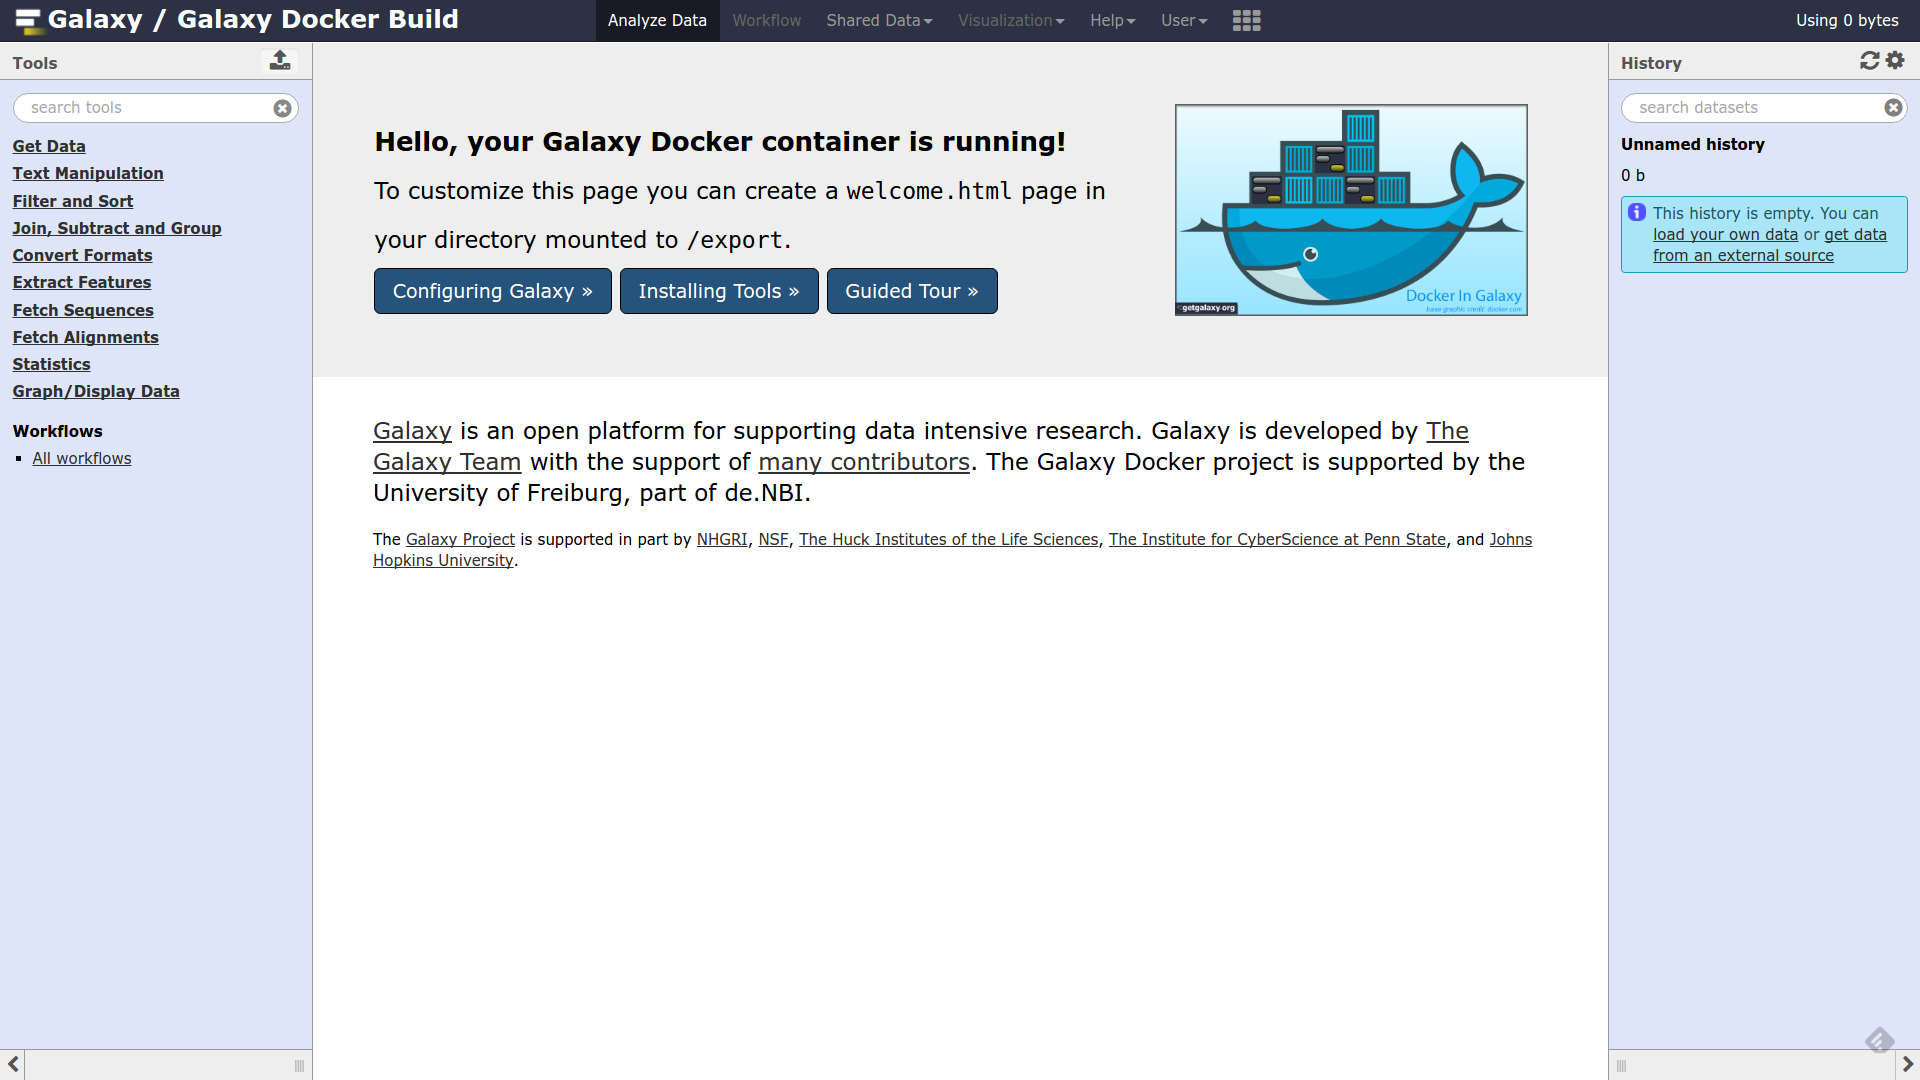 Galaxy / Galaxy Docker Build
Analyze Data
Workflow
Shared Data
Visualization
Help
User
Using 0 bytes
Tools
search tools
Get Data
Text Manipulation
Filter and Sort
Join, Subtract and Group
Convert Formats
Extract Features
Fetch Sequences
Fetch Alignments
Statistics
Graph/Display Data
Workflows
All workflows
Hello, your Galaxy Docker container is running!
To customize this page you can create a welcome.html page in
your directory mounted to /export.
Configuring Galaxy »
Installing Tools »
Guided Tour »
Docker In Galaxy
base graphic credit: docker.com
getgalaxy.org
Galaxy is an open platform for supporting data intensive research. Galaxy is developed by The
Galaxy Team with the support of many contributors. The Galaxy Docker project is supported by the
University of Freiburg, part of de.NBI.
The Galaxy Project is supported in part by NHGRI, NSF, The Huck Institutes of the Life Sciences, The Institute for CyberScience at Penn State, and Johns
Hopkins University.
History
search datasets
Unnamed history
0 b
This history is empty. You can
load your own data or get data
from an external source